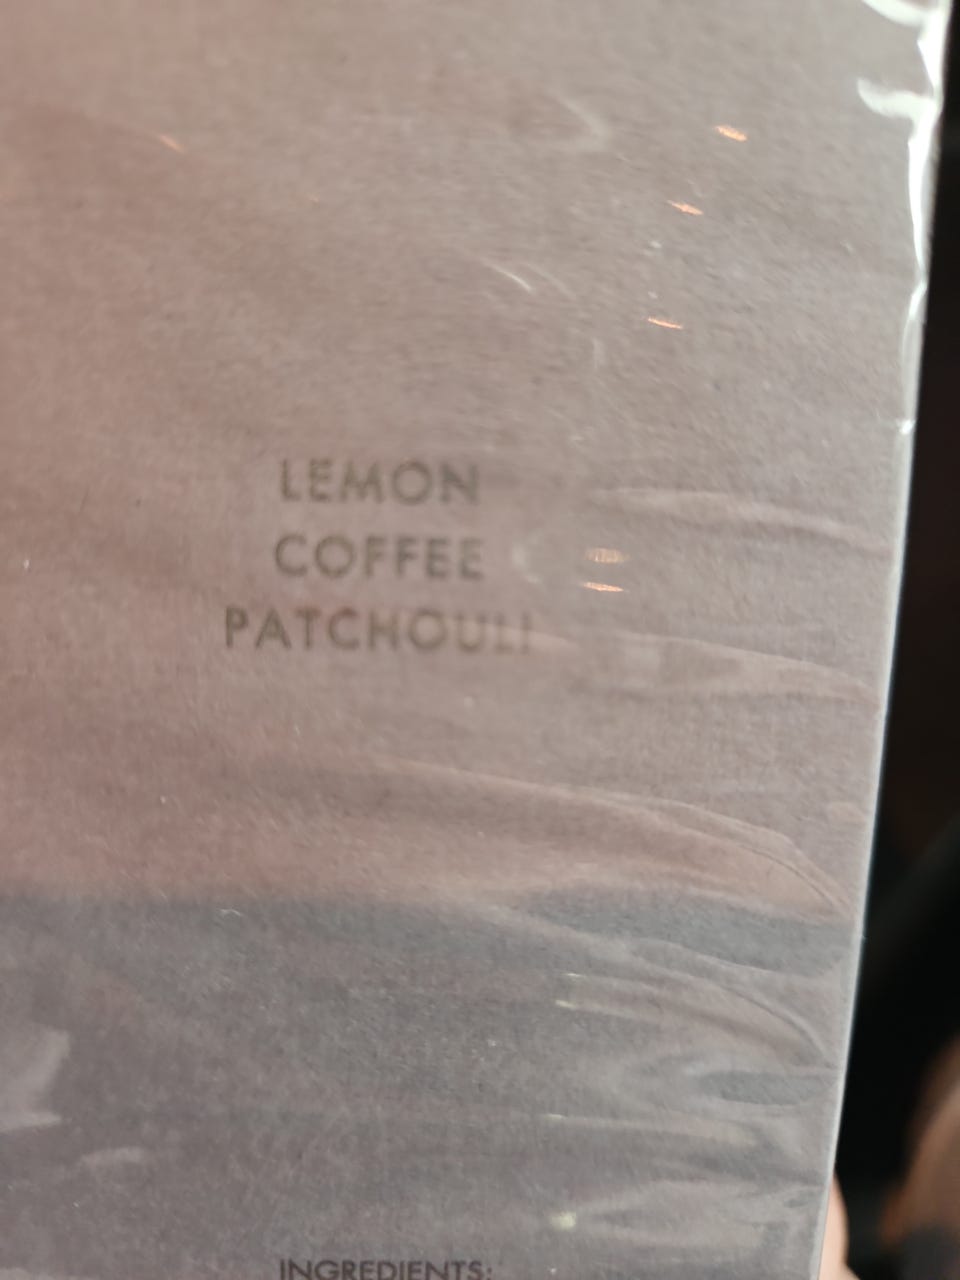 LEMON
COFFEE
PATCHOULI
INGREDIENTS: